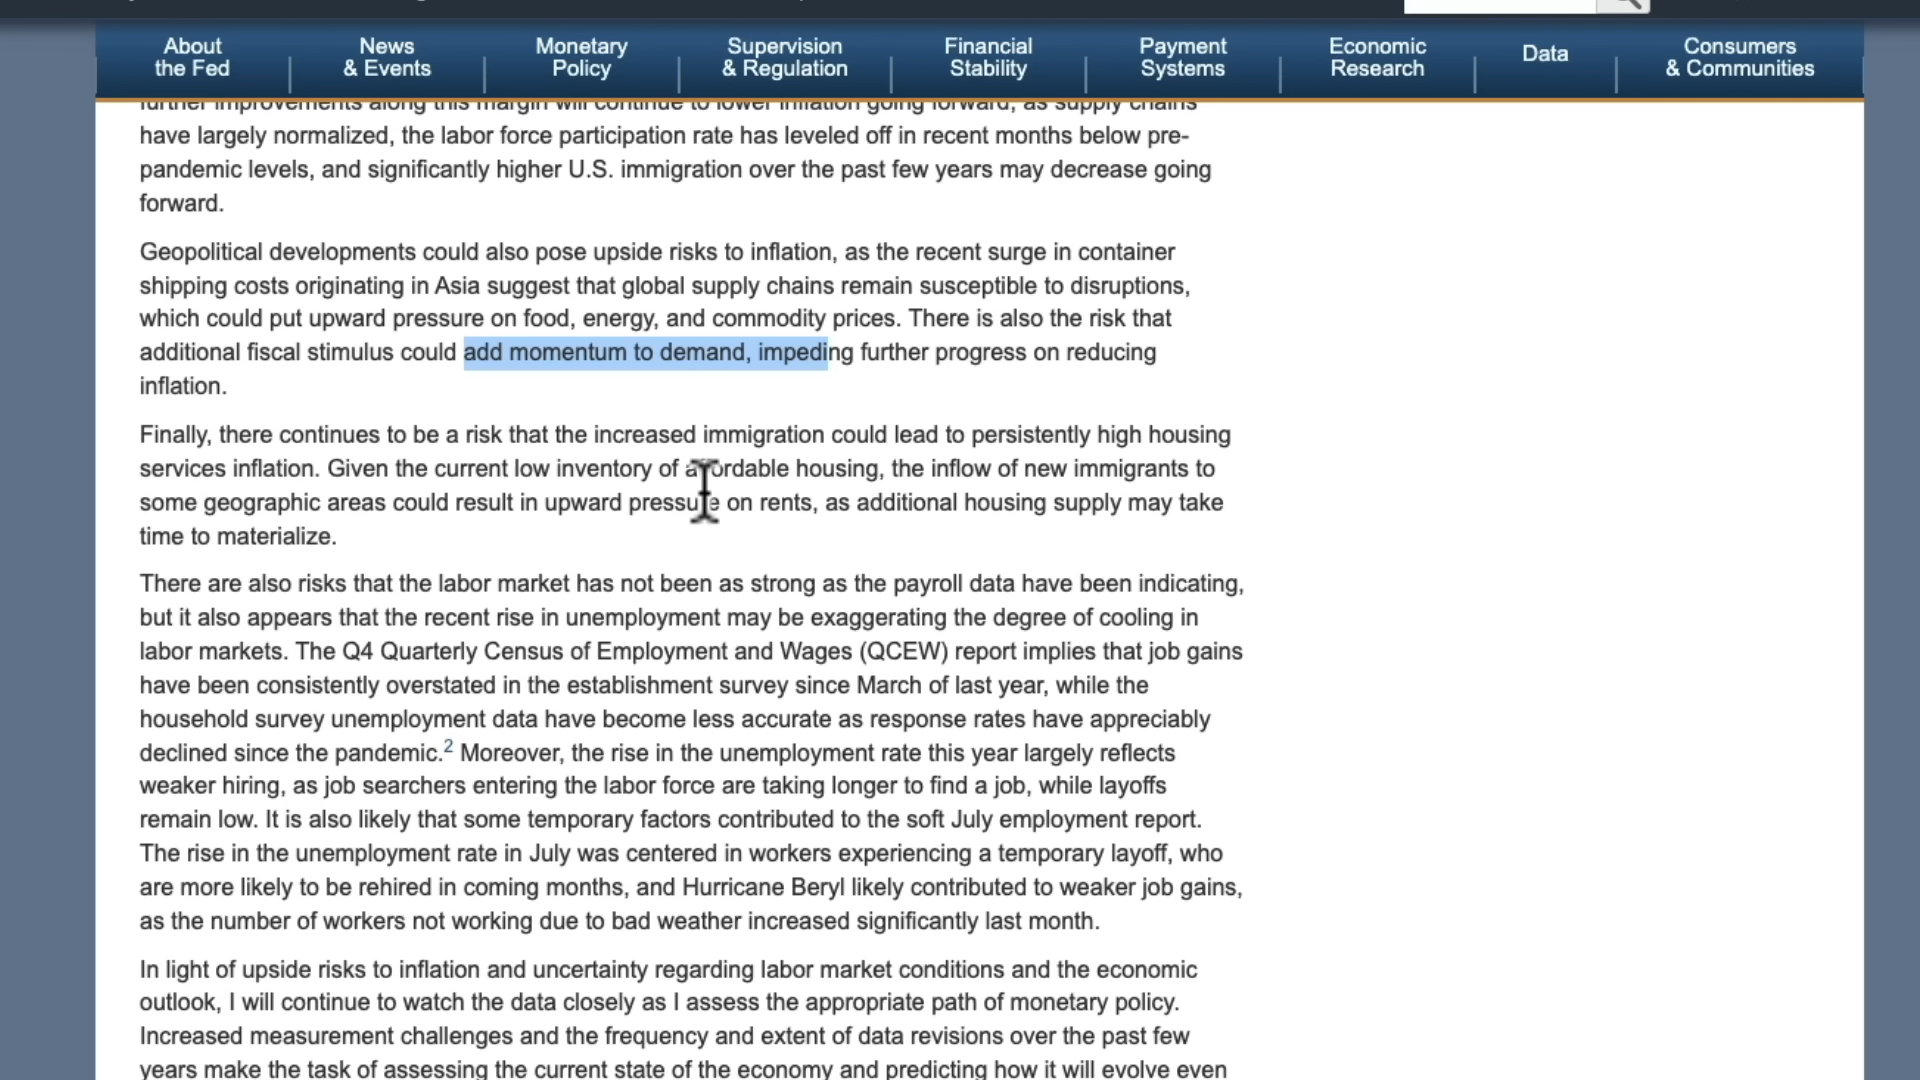 About the Fed
News & Events
Monetary Policy
Supervision & Regulation
Financial Stability
Payment Systems
Economic Research
Data
Consumers & Communities
further improvements along this margin will continue to lower inflation going forward, as supply chains
have largely normalized, the labor force participation rate has leveled off in recent months below pre-
pandemic levels, and significantly higher U.S. immigration over the past few years may decrease going
forward.
Geopolitical developments could also pose upside risks to inflation, as the recent surge in container
shipping costs originating in Asia suggest that global supply chains remain susceptible to disruptions,
which could put upward pressure on food, energy, and commodity prices. There is also the risk that
additional fiscal stimulus could add momentum to demand, impeding further progress on reducing
inflation.
Finally, there continues to be a risk that the increased immigration could lead to persistently high housing
services inflation. Given the current low inventory of affordable housing, the inflow of new immigrants to
some geographic areas could result in upward pressure on rents, as additional housing supply may take
time to materialize.
There are also risks that the labor market has not been as strong as the payroll data have been indicating,
but it also appears that the recent rise in unemployment may be exaggerating the degree of cooling in
labor markets. The Q4 Quarterly Census of Employment and Wages (QCEW) report implies that job gains
have been consistently overstated in the establishment survey since March of last year, while the
household survey unemployment data have become less accurate as response rates have appreciably
declined since the pandemic.2 Moreover, the rise in the unemployment rate this year largely reflects
weaker hiring, as job searchers entering the labor force are taking longer to find a job, while layoffs
remain low. It is also likely that some temporary factors contributed to the soft July employment report.
The rise in the unemployment rate in July was centered in workers experiencing a temporary layoff, who
are more likely to be rehired in coming months, and Hurricane Beryl likely contributed to weaker job gains,
as the number of workers not working due to bad weather increased significantly last month.
In light of upside risks to inflation and uncertainty regarding labor market conditions and the economic
outlook, I will continue to watch the data closely as I assess the appropriate path of monetary policy.
Increased measurement challenges and the frequency and extent of data revisions over the past few
years make the task of assessing the current state of the economy and predicting how it will evolve even